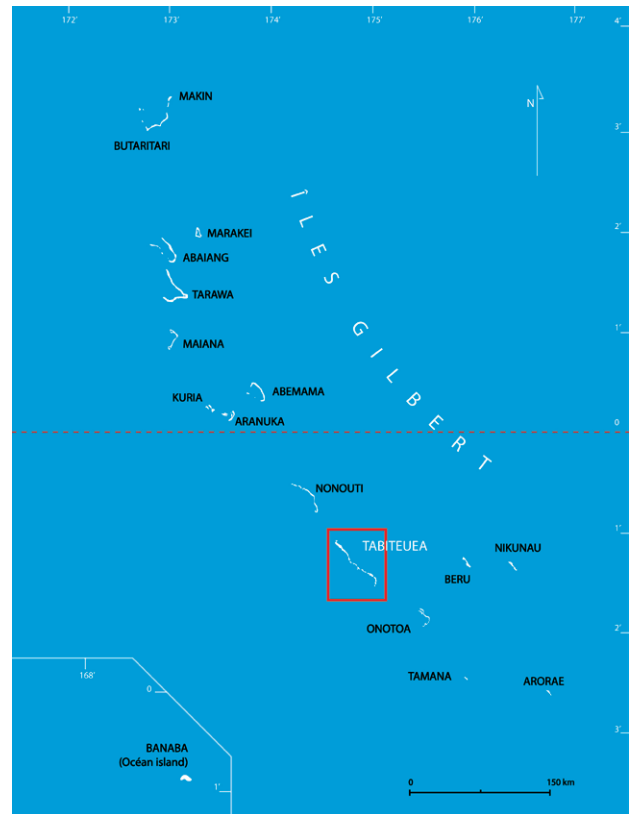 172'
173'
174'
175'
176'
177'
4'
MAKIN
N
3'
BUTARITARI
ÎLES GILBERT
2'
MARAKEI
ABAIANG
TARAWA
1'
MAIANA
ABEMAMA
KURIA
ARANUKA
0
NONOUTI
1'
TABITEUEA
NIKUNAU
BERU
ONOTOA
2'
TAMANA
ARORAE
168'
0
3'
BANABA
(Océan island)
0
150 km
1'